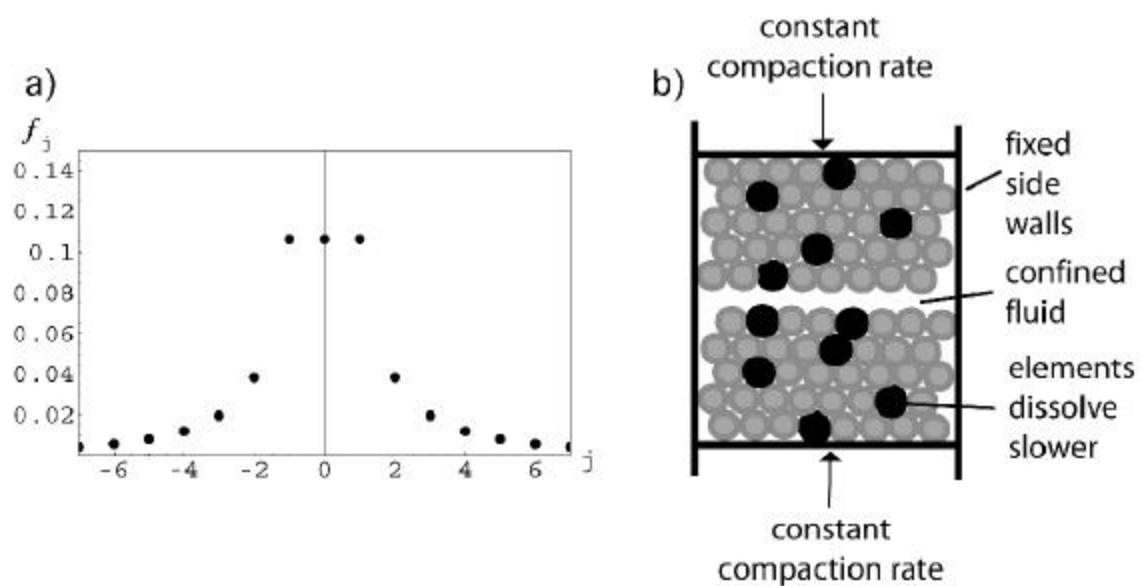 a)
f j
0.14
0.12
0.1
0.08
0.06
0.04
0.02
-6 -4 -2 0 2 4 6 j
b)
constant
compaction rate
fixed
side
walls
confined
fluid
elements
dissolve
slower
constant
compaction rate